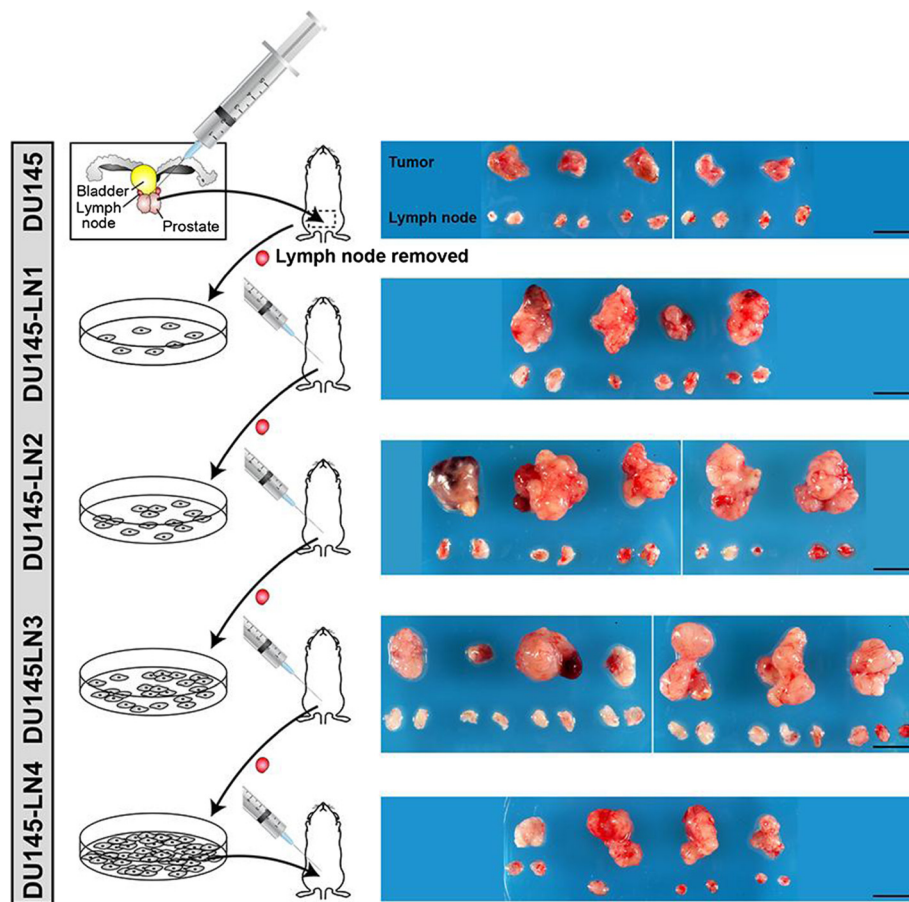 DU145
Bladder
Lymph
node
Prostate
Tumor
Lymph node
Lymph node removed
DU145-LN1
DU145-LN2
DU145LN3
DU145-LN4